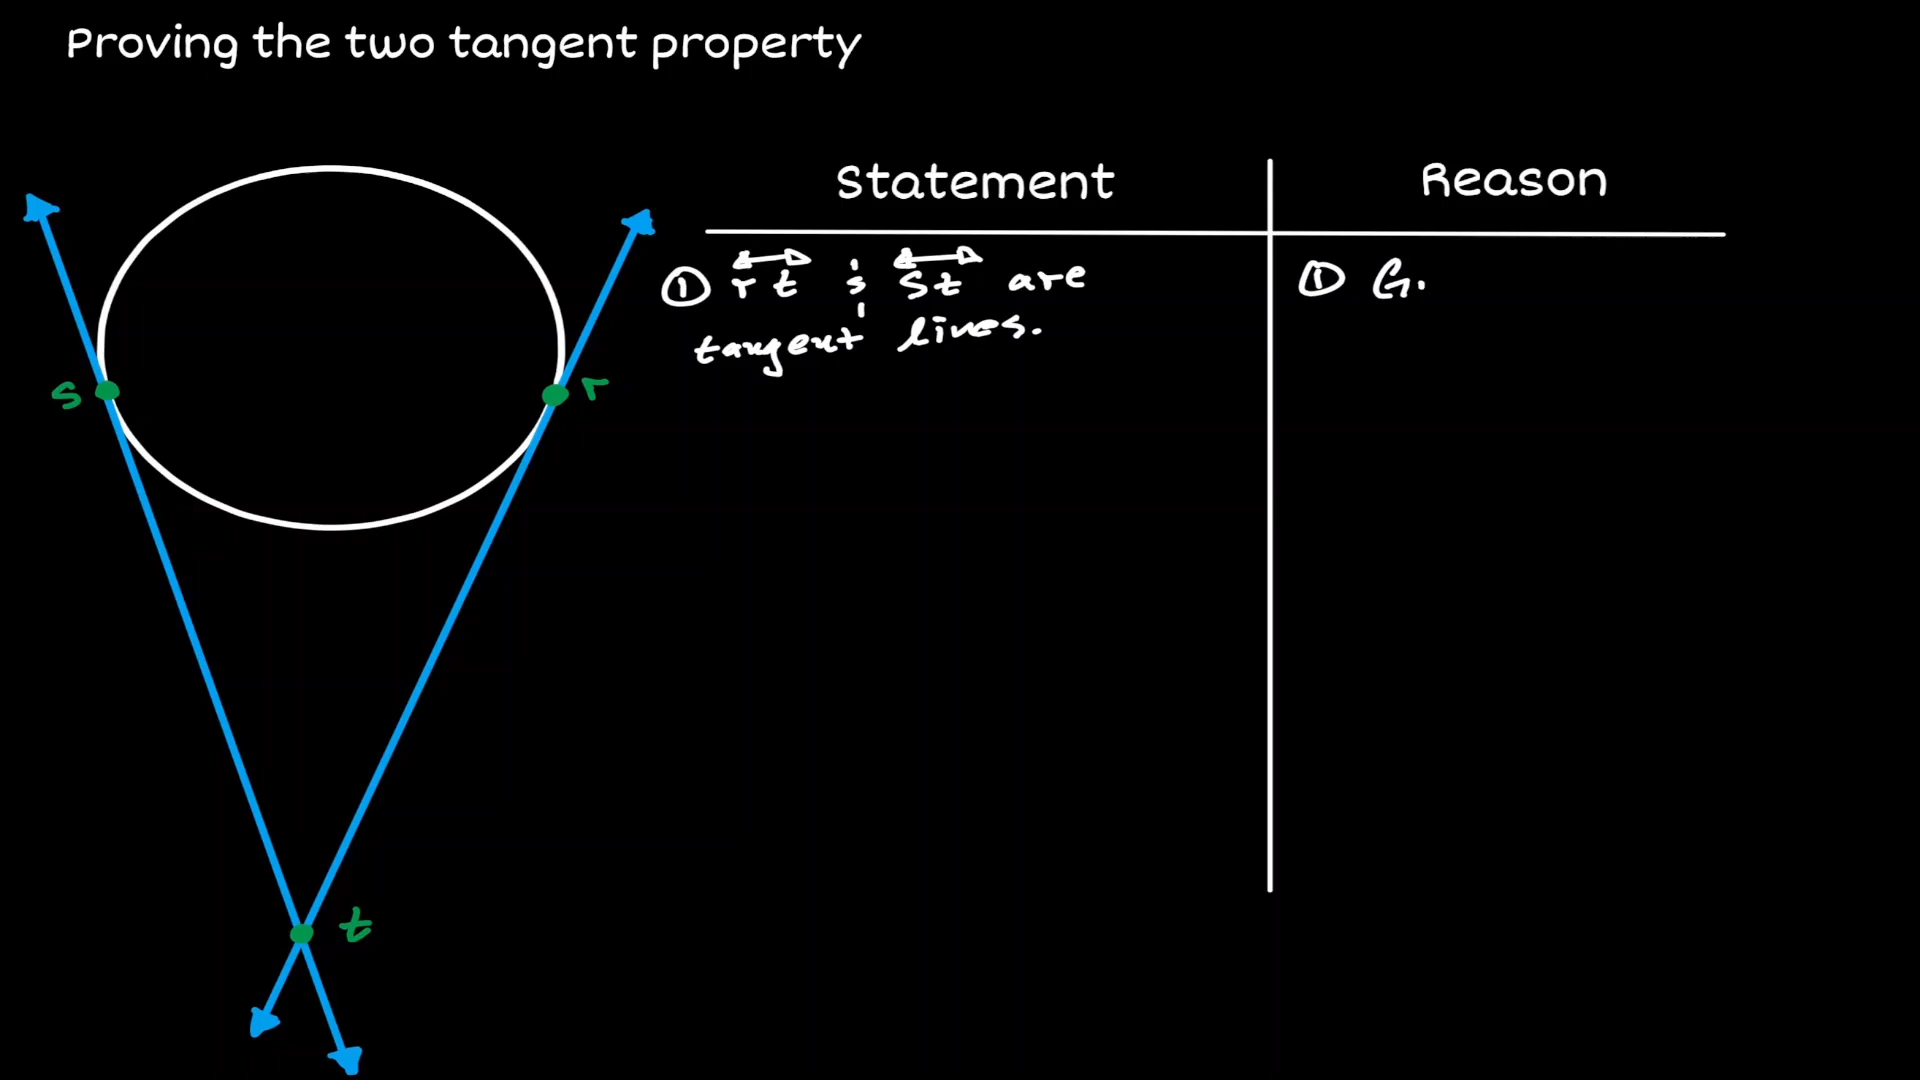 Proving the two tangent property
Statement
Reason
① rt & st are
tangent lines.
① G.
s
r
t